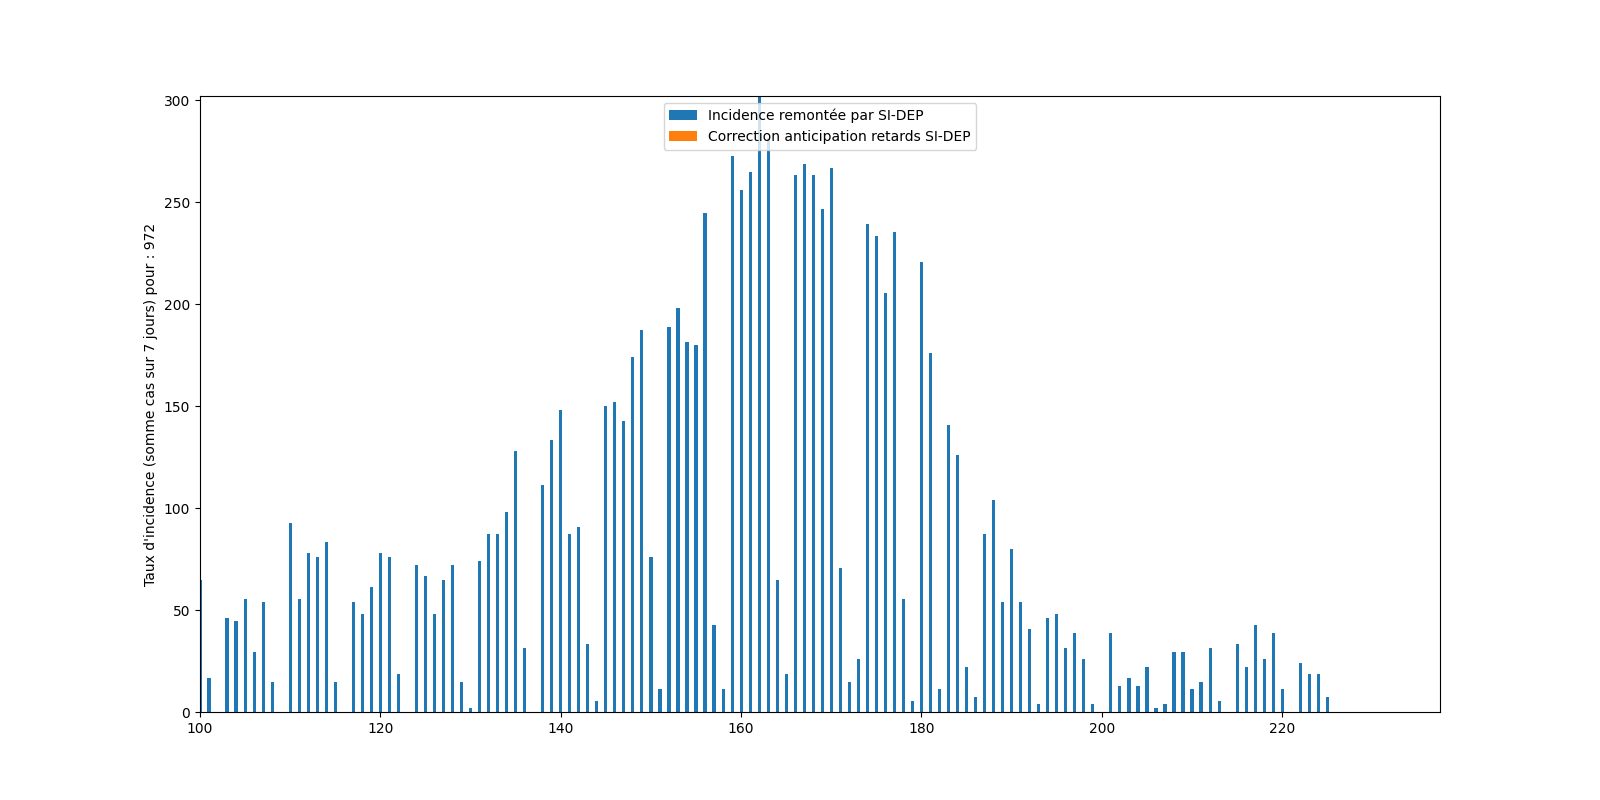 Incidence remontée par SI-DEP
Correction anticipation retards SI-DEP
Taux d'incidence (somme cas sur 7 jours) pour : 972
300
250
200
150
100
50
0
100 120 140 160 180 200 220